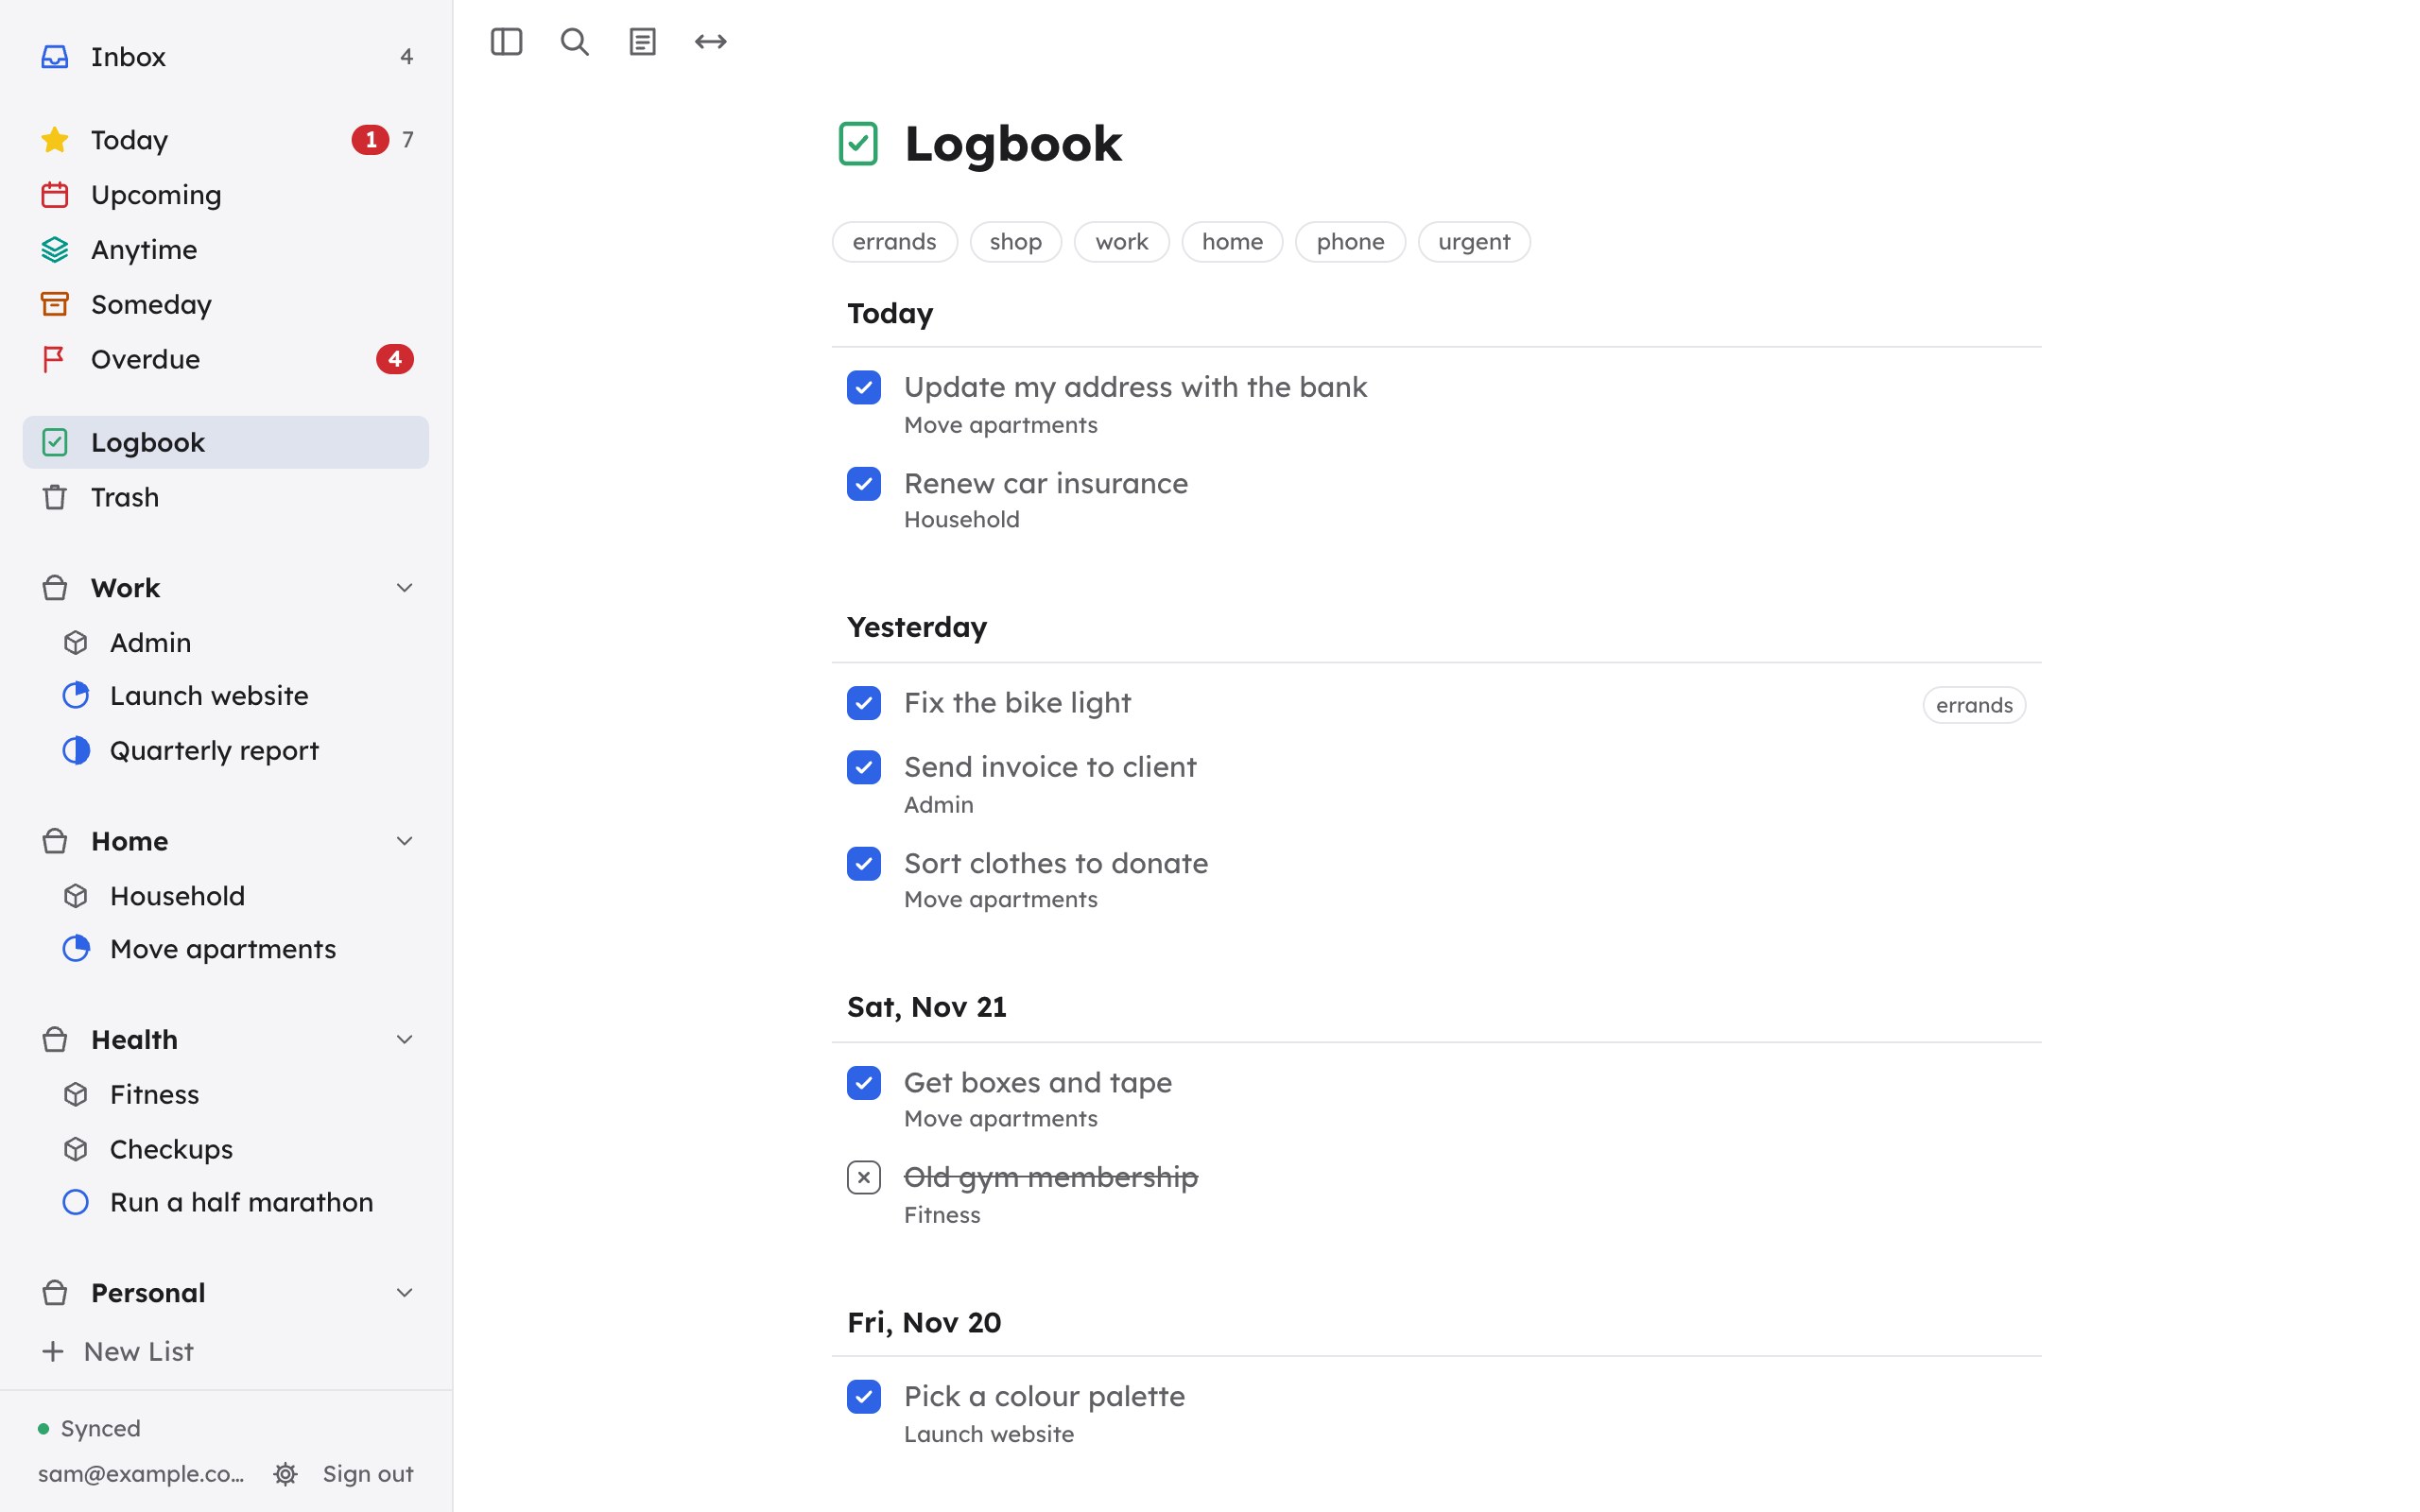 Inbox 4
Today 1 7
Upcoming
Anytime
Someday
Overdue 4
Logbook
Trash
Work
Admin
Launch website
Quarterly report
Home
Household
Move apartments
Health
Fitness
Checkups
Run a half marathon
Personal
New List
Synced
sam@example.co... Sign out
Logbook
errands shop work home phone urgent
Today
Update my address with the bank
Move apartments
Renew car insurance
Household
Yesterday
Fix the bike light errands
Send invoice to client
Admin
Sort clothes to donate
Move apartments
Sat, Nov 21
Get boxes and tape
Move apartments
Old gym membership
Fitness
Fri, Nov 20
Pick a colour palette
Launch website